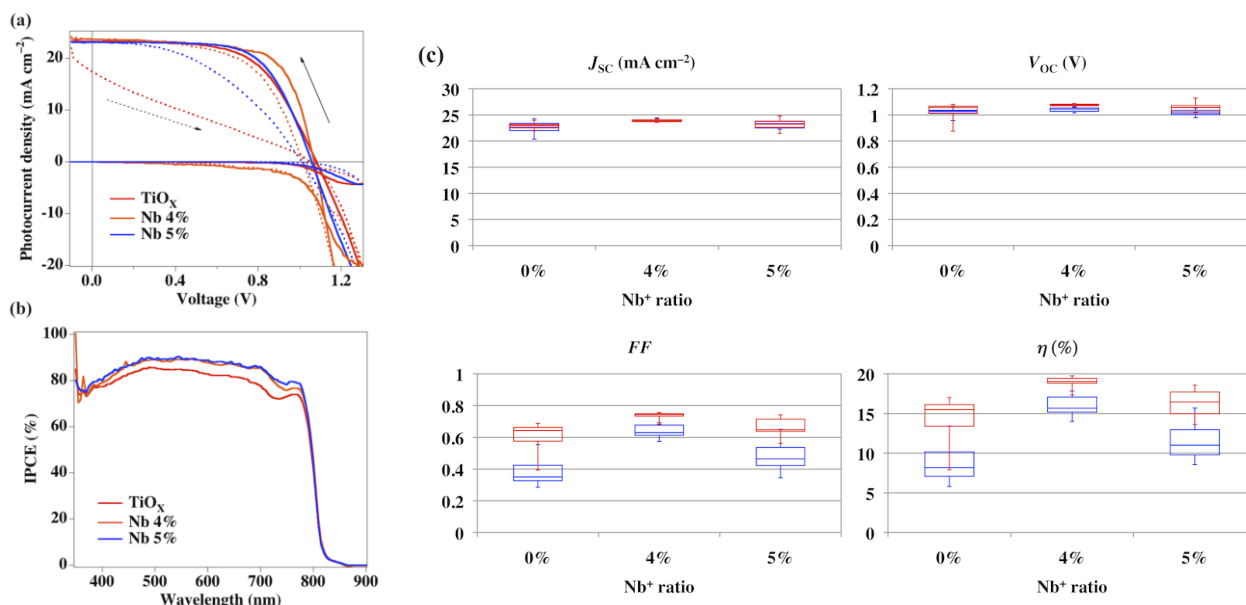 (a)
Photocurrent density (mA cm⁻²)
20
10
0
-10
-20
TiOₓ
Nb 4%
Nb 5%
0.0
0.4
0.8
1.2
Voltage (V)
(b)
IPCE (%)
100
80
60
40
20
0
TiOₓ
Nb 4%
Nb 5%
400
500
600
700
800
900
Wavelength (nm)
(c)
J_SC (mA cm⁻²)
30
25
20
15
10
5
0
0%
4%
5%
Nb⁺ ratio
V_OC (V)
1.2
1
0.8
0.6
0.4
0.2
0
0%
4%
5%
Nb⁺ ratio
FF
1
0.8
0.6
0.4
0.2
0
0%
4%
5%
Nb⁺ ratio
η (%)
20
15
10
5
0
0%
4%
5%
Nb⁺ ratio